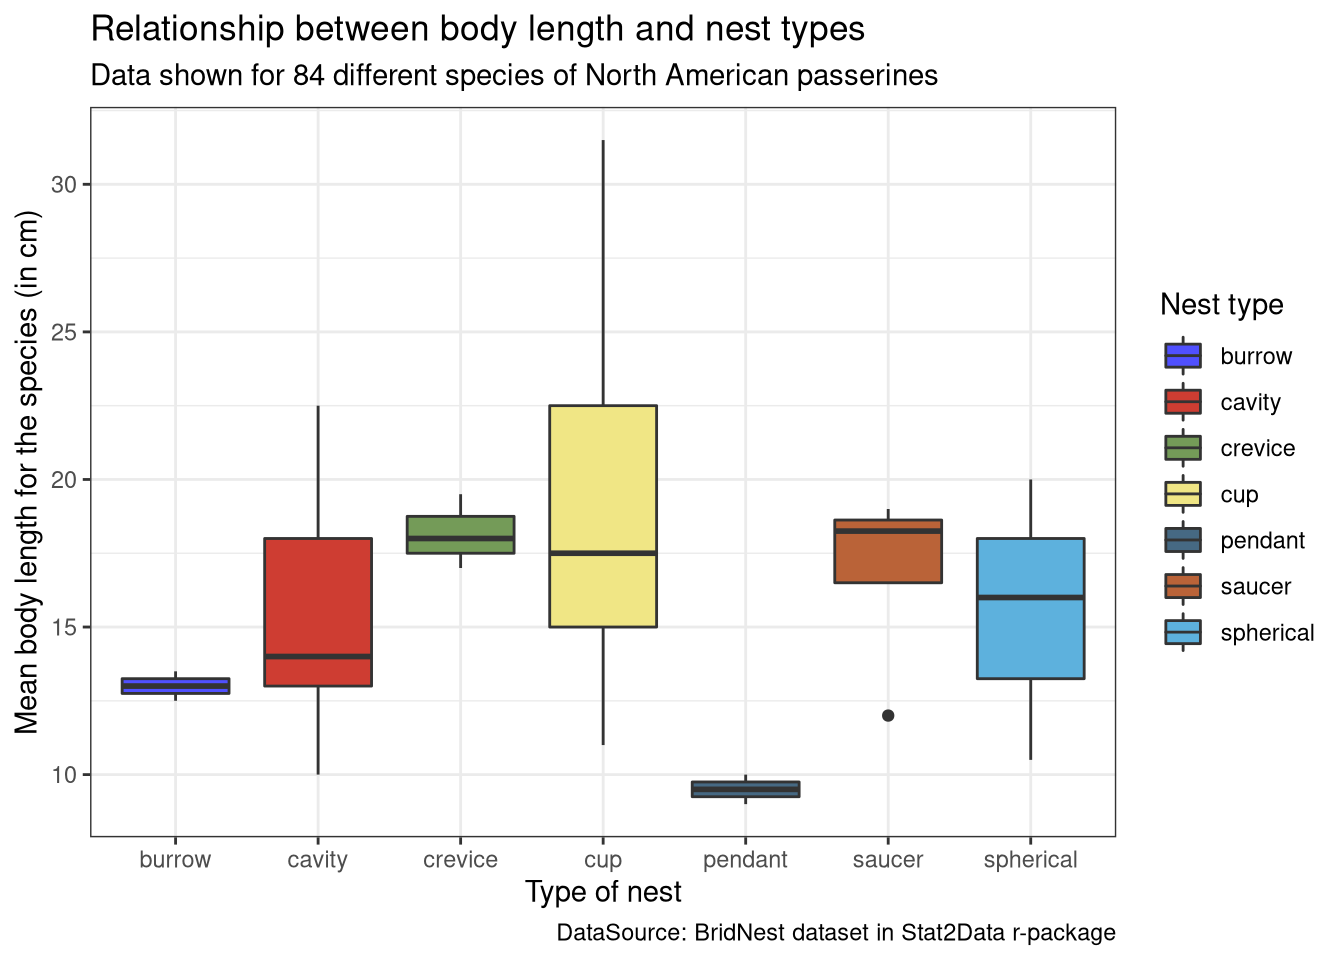 Relationship between body length and nest types
Data shown for 84 different species of North American passerines
Mean body length for the species (in cm)
30
25
20
15
10
burrow
cavity
crevice
cup
pendant
saucer
spherical
Type of nest
DataSource: BridNest dataset in Stat2Data r-package
Nest type
burrow
cavity
crevice
cup
pendant
saucer
spherical